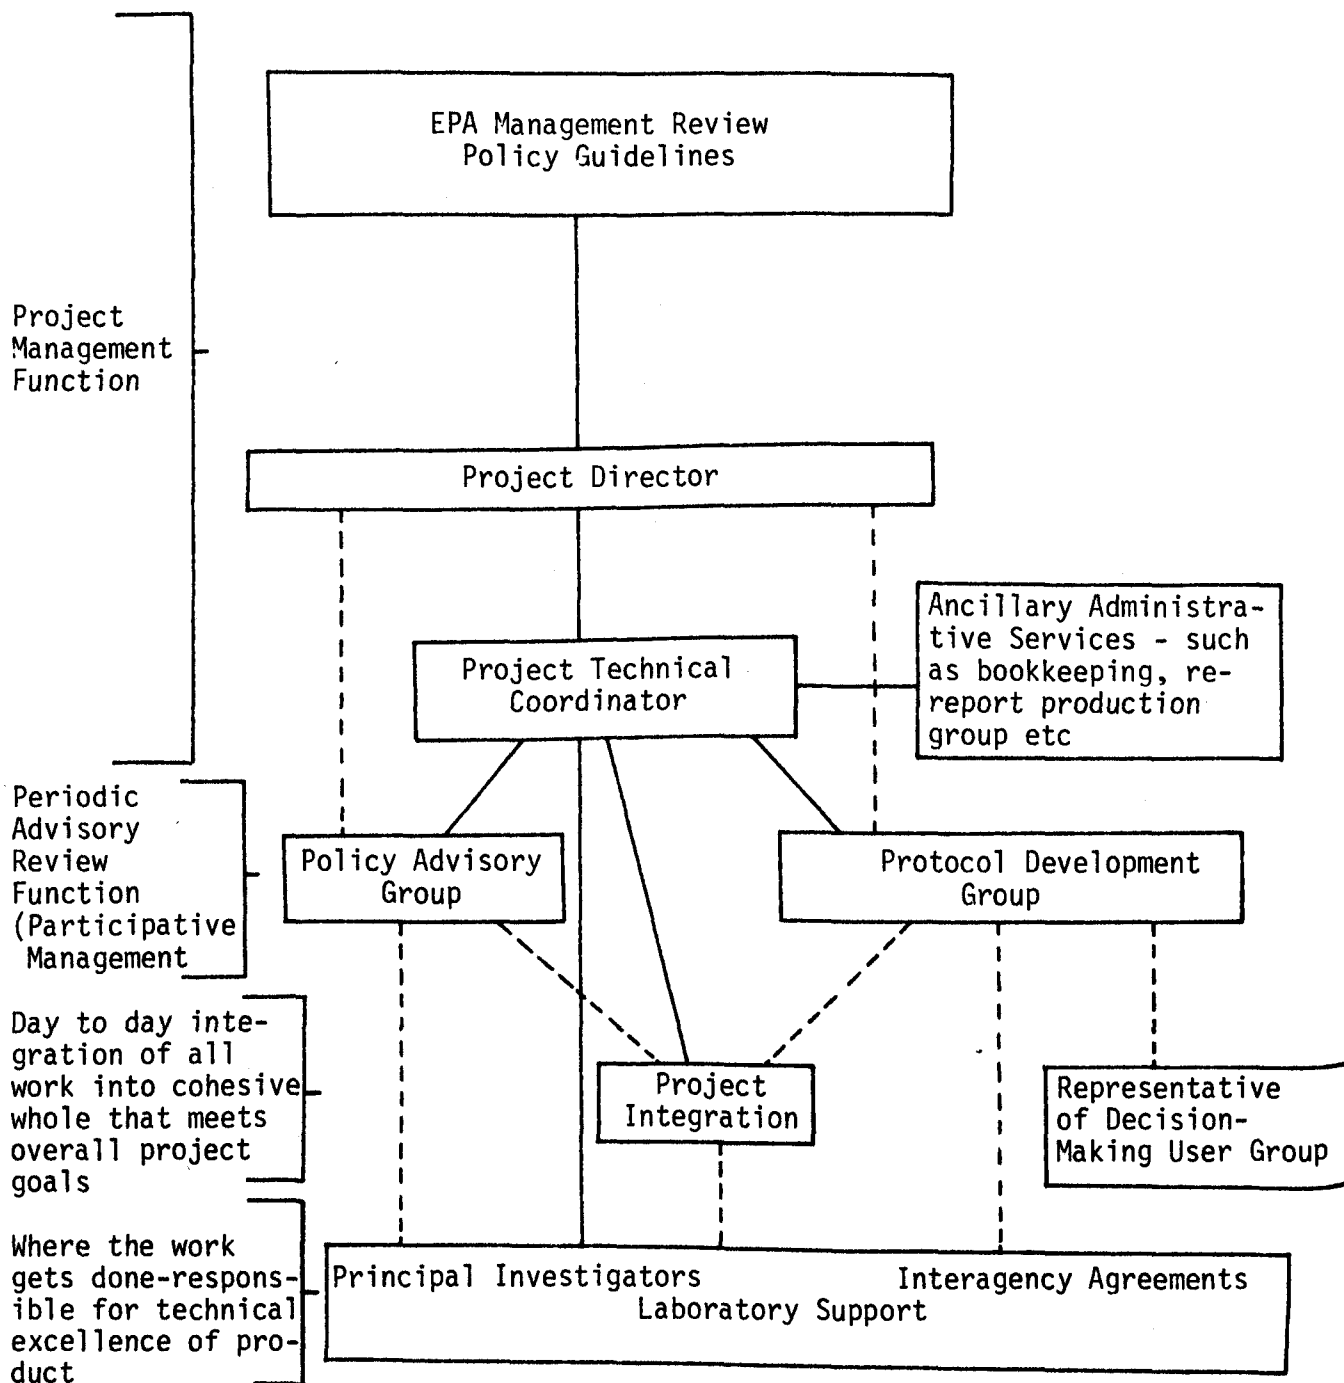 EPA Management Review
Policy Guidelines
Project
Management
Function
Project Director
Project Technical
Coordinator
Ancillary Administra-
tive Services - such
as bookkeeping, re-
report production
group etc
Periodic
Advisory
Review
Function
(Participative
Management
Policy Advisory
Group
Protocol Development
Group
Day to day inte-
gration of all
work into cohesive
whole that meets
overall project
goals
Project
Integration
Representative
of Decision-
Making User Group
Where the work
gets done-respons-
ible for technical
excellence of pro-
duct
Principal Investigators
Interagency Agreements
Laboratory Support